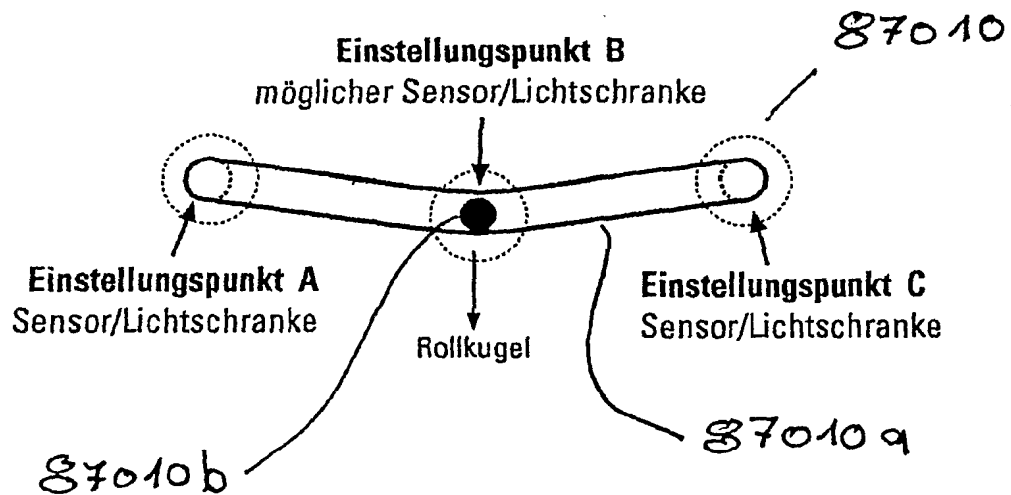 87010
Einstellungspunkt B
möglicher Sensor/Lichtschranke
Einstellungspunkt A
Sensor/Lichtschranke
Einstellungspunkt C
Sensor/Lichtschranke
Rollkugel
87010a
87010b